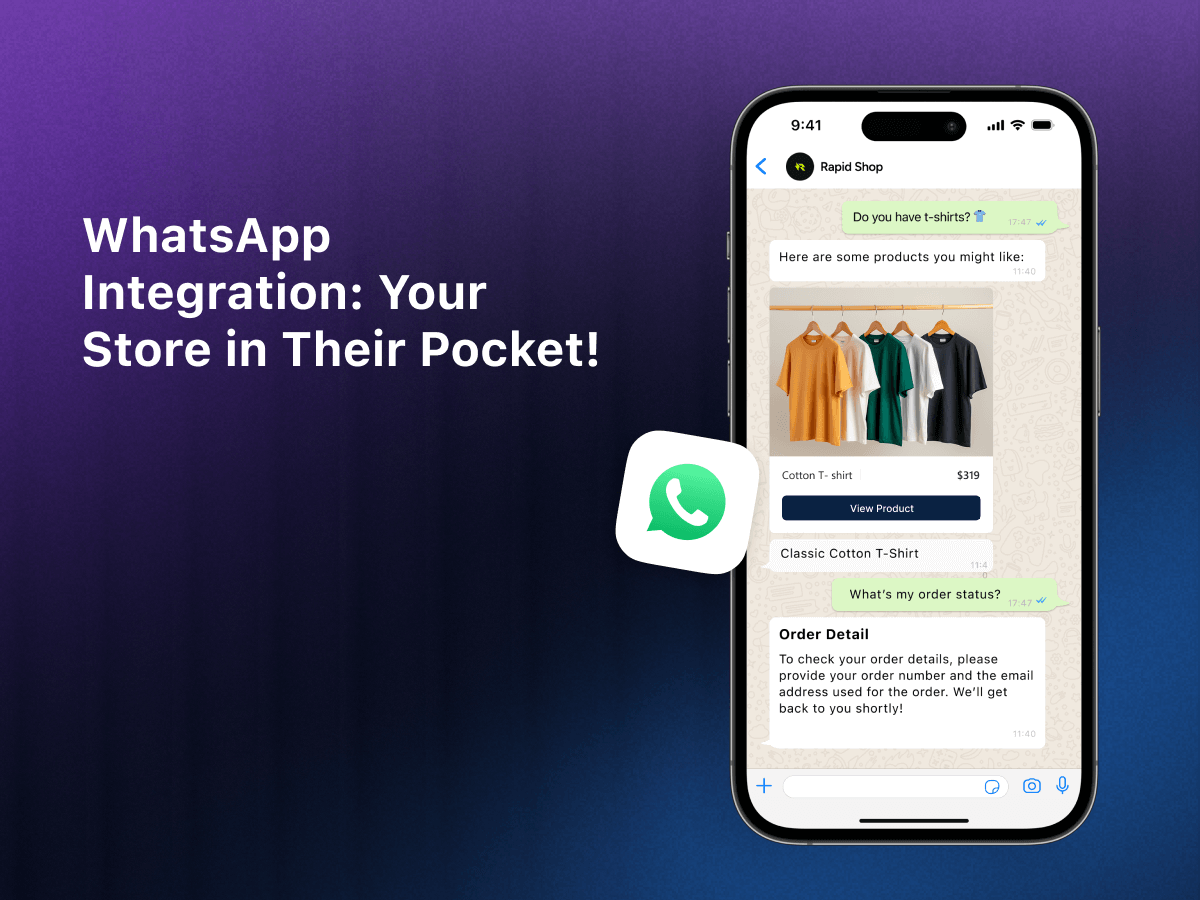 WhatsApp
Integration: Your
Store in Their Pocket!
9:41
Rapid Shop
Do you have t-shirts?
17:47
Here are some products you might like:
11:40
Cotton T- shirt
$319
View Product
Classic Cotton T-Shirt
11:4
0
What's my order status?
17:47
Order Detail
To check your order details, please
provide your order number and the email
address used for the order. We'll get
back to you shortly!
11:40